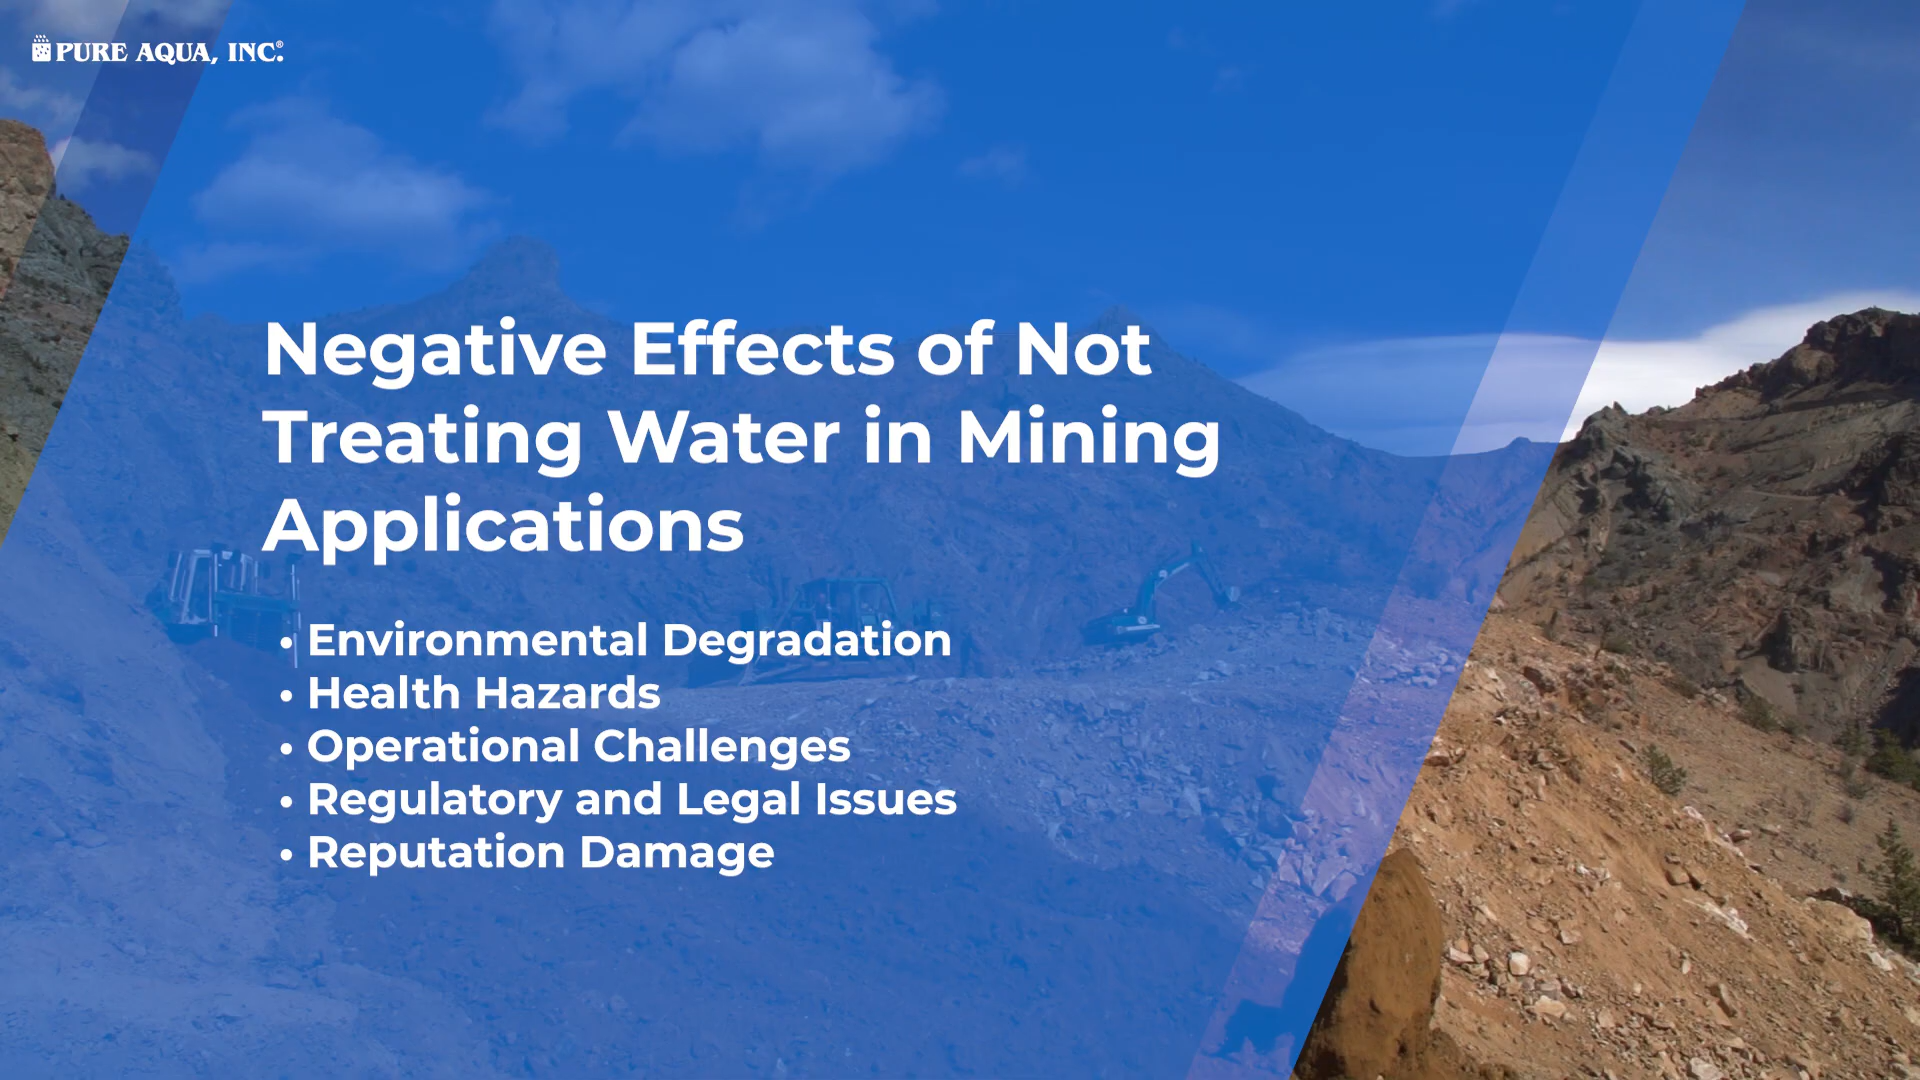 PURE AQUA, INC.®
Negative Effects of Not
Treating Water in Mining
Applications
• Environmental Degradation
• Health Hazards
• Operational Challenges
• Regulatory and Legal Issues
• Reputation Damage